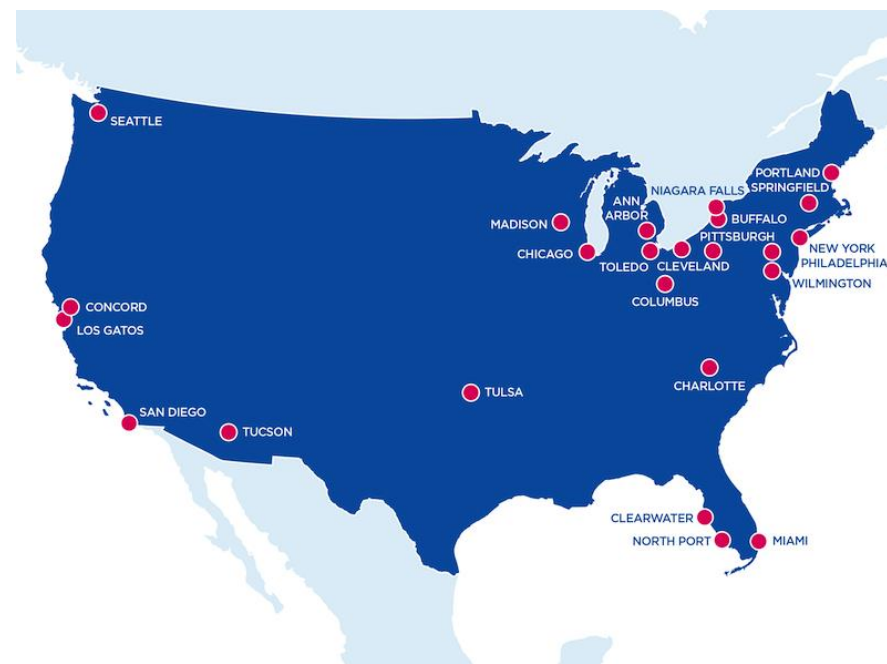 SEATTLE
PORTLAND
SPRINGFIELD
NIAGARA FALLS
ANN
ARBOR
MADISON
BUFFALO
PITTSBURGH
CHICAGO
NEW YORK
TOLEDO
CLEVELAND
PHILADELPHIA
WILMINGTON
COLUMBUS
CONCORD
LOS GATOS
CHARLOTTE
TULSA
SAN DIEGO
TUCSON
CLEARWATER
NORTH PORT
MIAMI